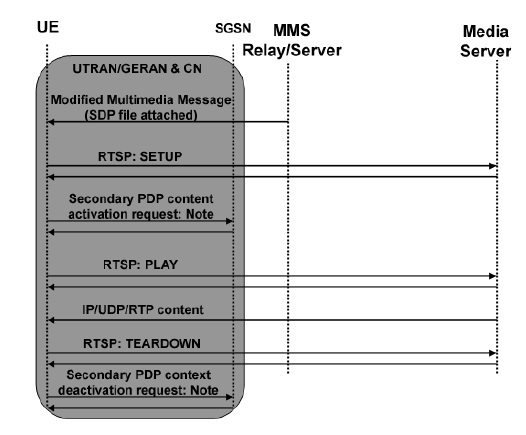 UE
SGSN
MMS
Relay/Server
Media
Server
UTRAN/GERAN & CN
Modified Multimedia Message
(SDP file attached)
RTSP: SETUP
Secondary PDP content
activation request: Note
RTSP: PLAY
IP/UDP/RTP content
RTSP: TEARDOWN
Secondary PDP context
deactivation request: Note